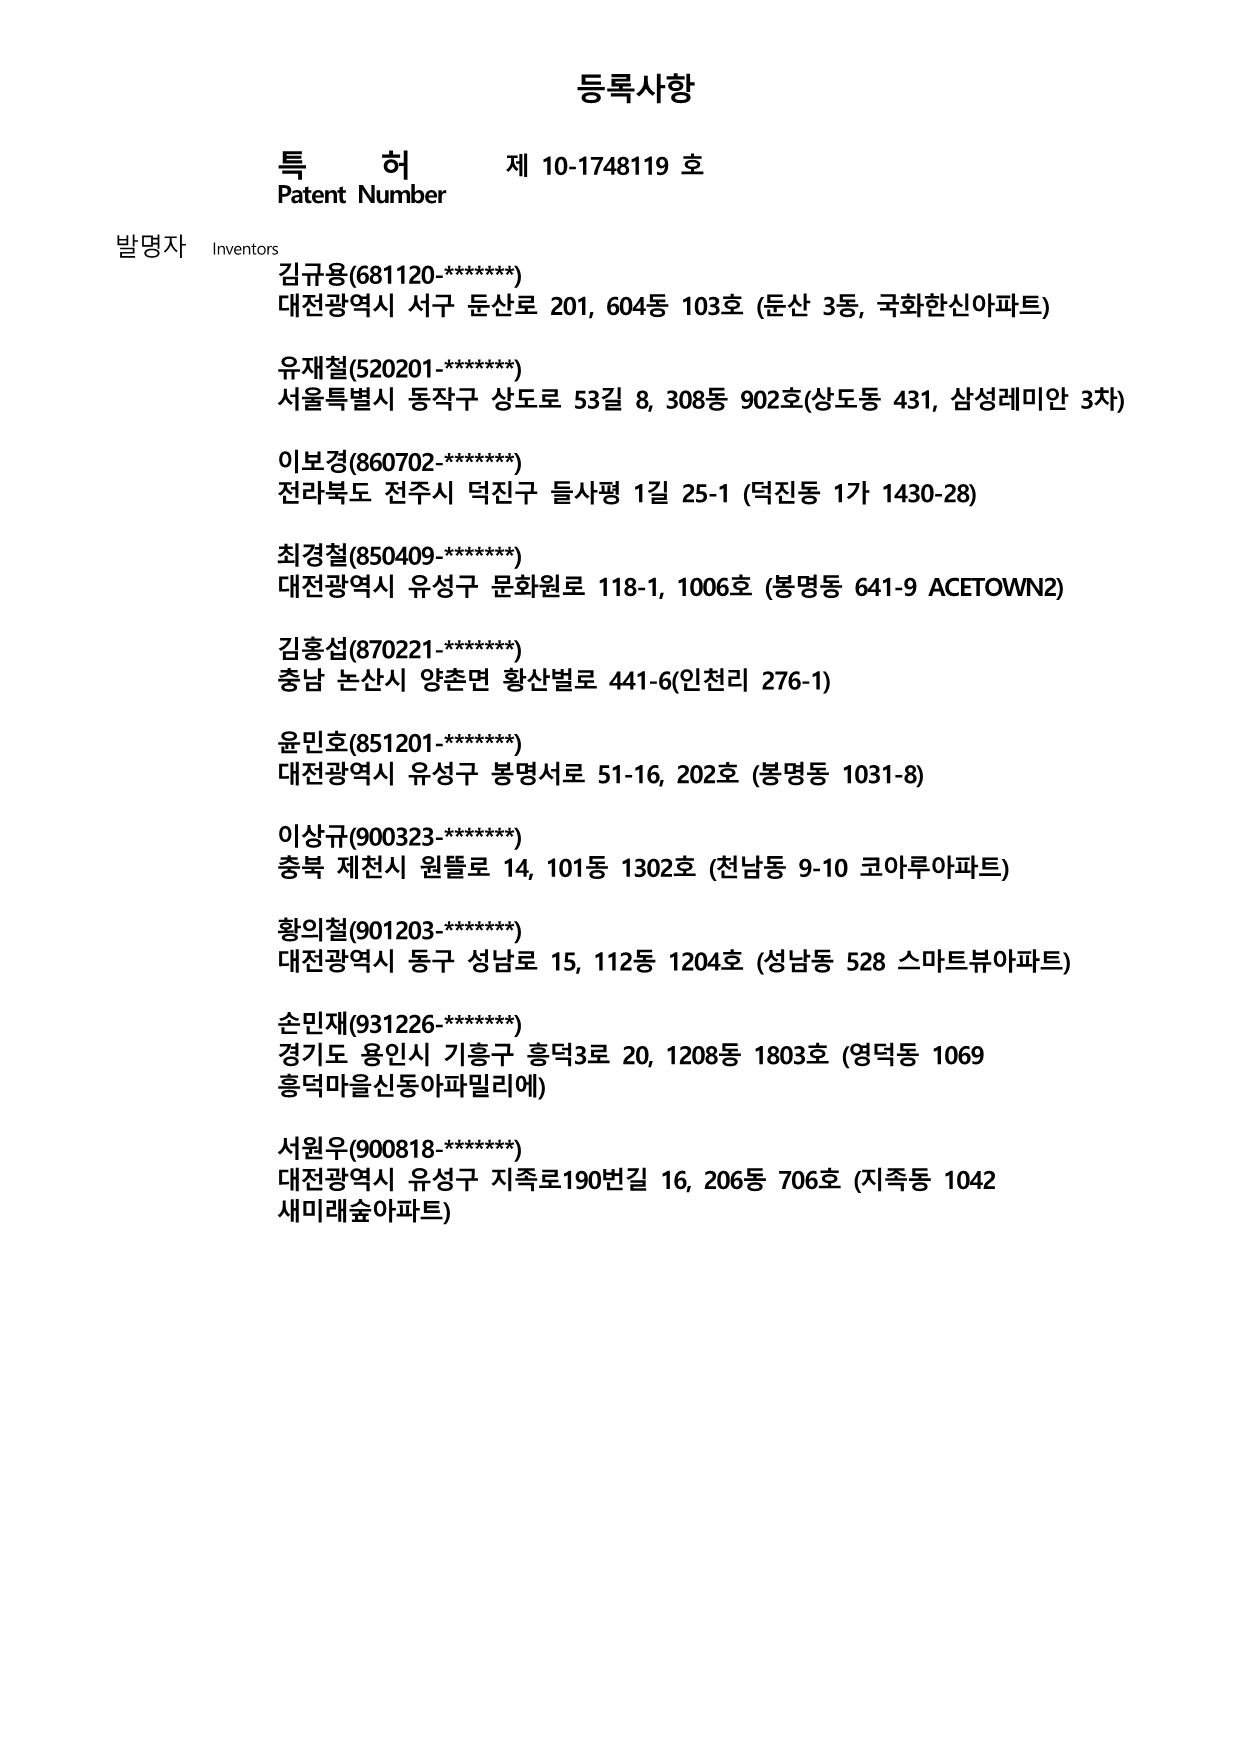 등록사항
특 허 제 10-1748119 호
Patent Number
발명자 Inventors
김규용(681120-*******)
대전광역시 서구 둔산로 201, 604동 103호 (둔산 3동, 국화한신아파트)
유재철(520201-*******)
서울특별시 동작구 상도로 53길 8, 308동 902호(상도동 431, 삼성레미안 3차)
이보경(860702-*******)
전라북도 전주시 덕진구 들사평 1길 25-1 (덕진동 1가 1430-28)
최경철(850409-*******)
대전광역시 유성구 문화원로 118-1, 1006호 (봉명동 641-9 ACETOWN2)
김홍섭(870221-*******)
충남 논산시 양촌면 황산벌로 441-6(인천리 276-1)
윤민호(851201-*******)
대전광역시 유성구 봉명서로 51-16, 202호 (봉명동 1031-8)
이상규(900323-*******)
충북 제천시 원뜰로 14, 101동 1302호 (천남동 9-10 코아루아파트)
황의철(901203-*******)
대전광역시 동구 성남로 15, 112동 1204호 (성남동 528 스마트뷰아파트)
손민재(931226-*******)
경기도 용인시 기흥구 흥덕3로 20, 1208동 1803호 (영덕동 1069
흥덕마을신동아파밀리에)
서원우(900818-*******)
대전광역시 유성구 지족로190번길 16, 206동 706호 (지족동 1042
새미래숲아파트)